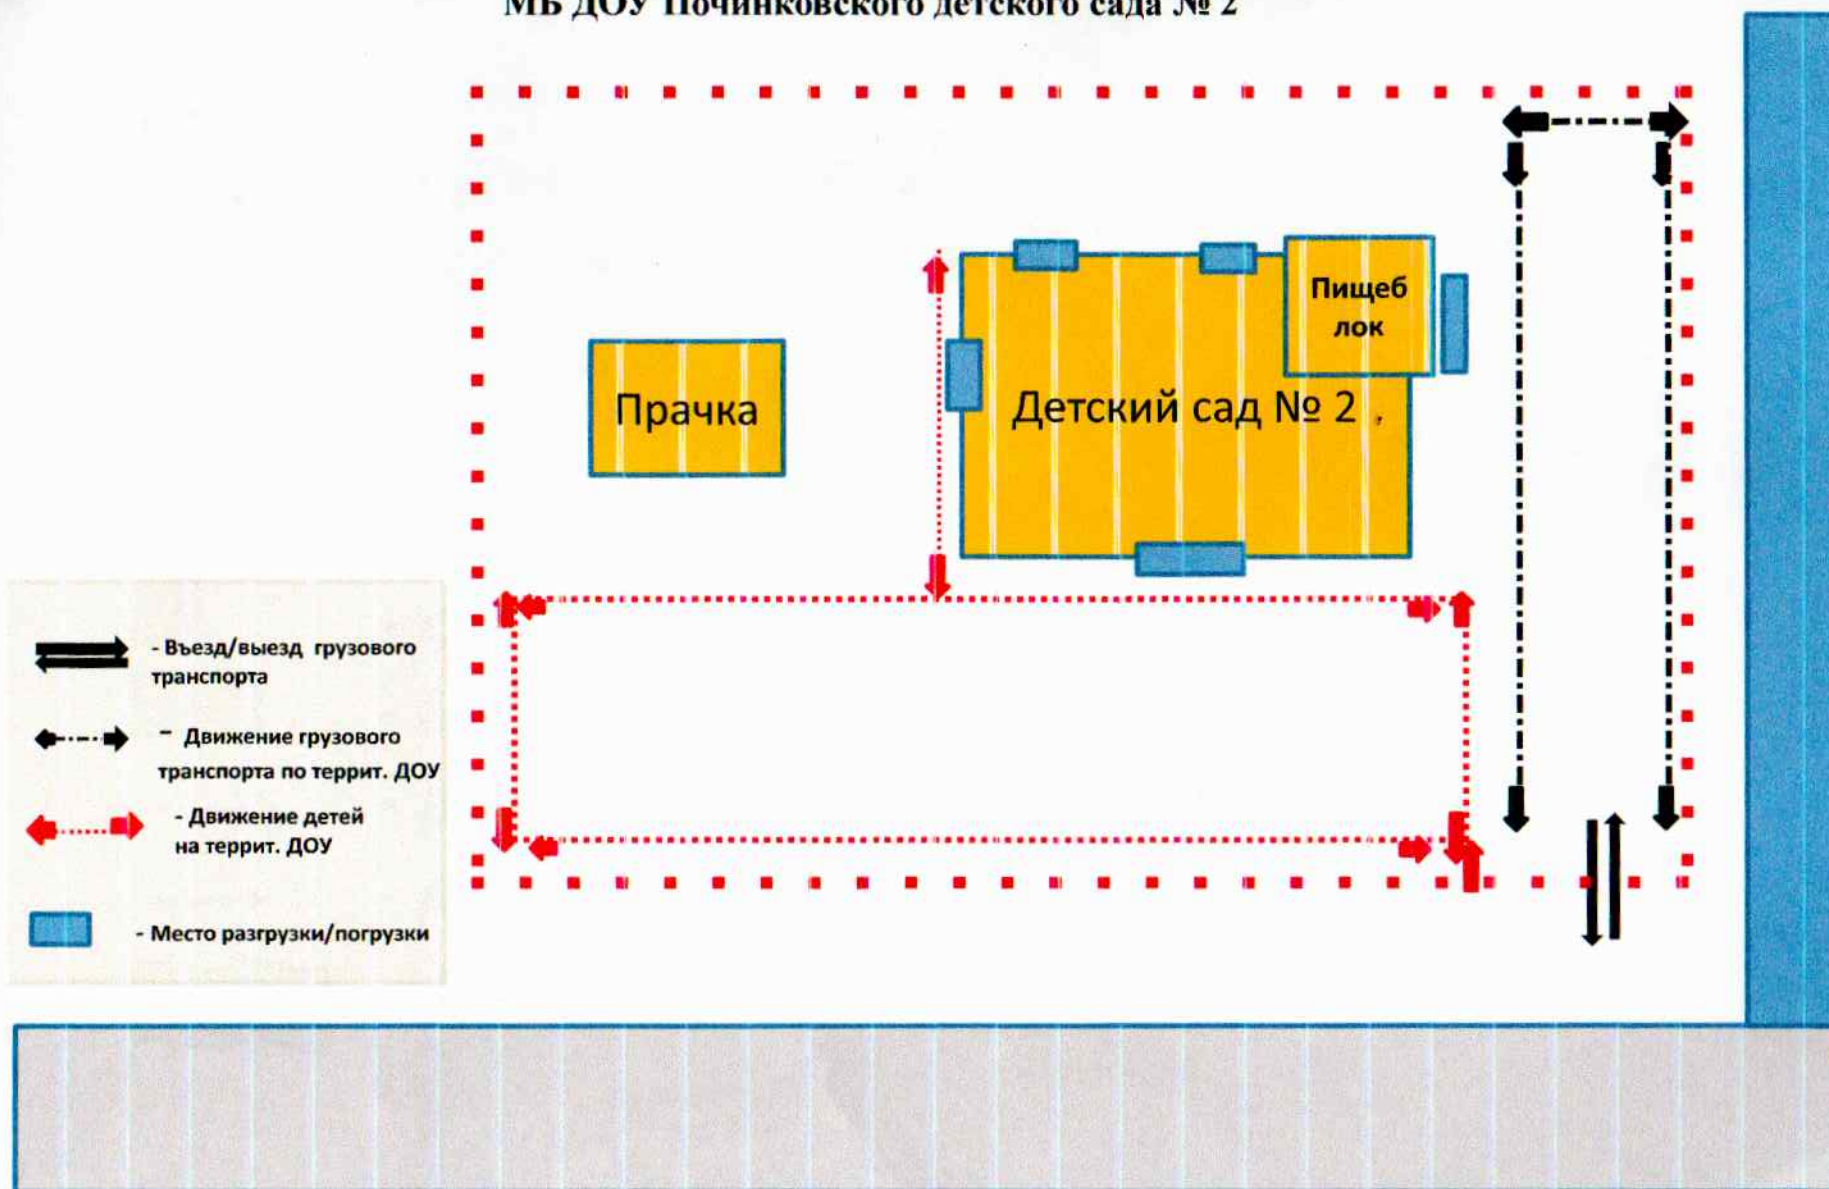 МБ ДОУ Починковского детского сада № 2
Пищеб
лок
Прачка
Детский сад № 2
- Въезд/выезд грузового
транспорта
- Движение грузового
транспорта по террит. ДОУ
- Движение детей
на террит. ДОУ
- Место разгрузки/погрузки